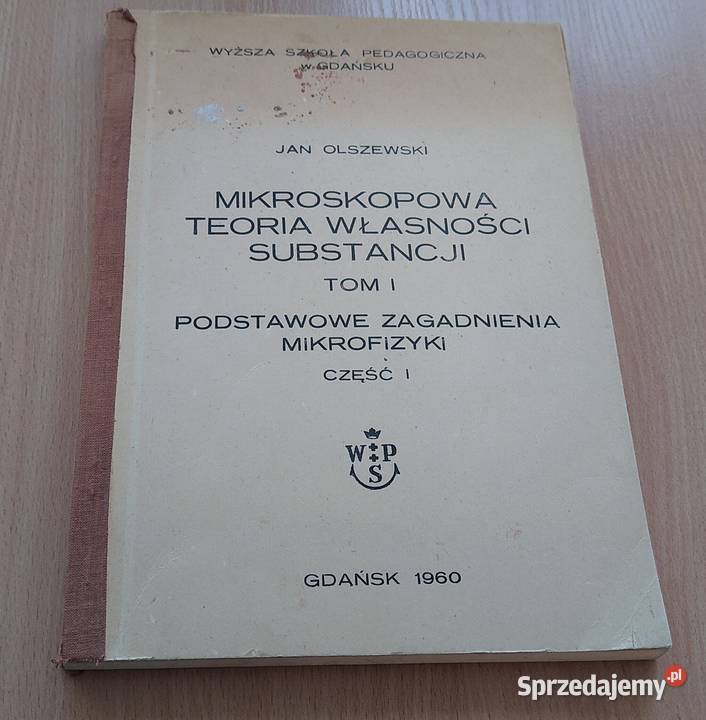 WYŻSZA SZKOŁA PEDAGOGICZNA
W GDAŃSKU
JAN OLSZEWSKI
MIKROSKOPOWA
TEORIA WŁASNOŚCI
SUBSTANCJI
TOM I
PODSTAWOWE ZAGADNIENIA
MIKROFIZYKI
CZĘŚĆ I
W P
S
GDAŃSK 1960
Sprzedajemy.pl